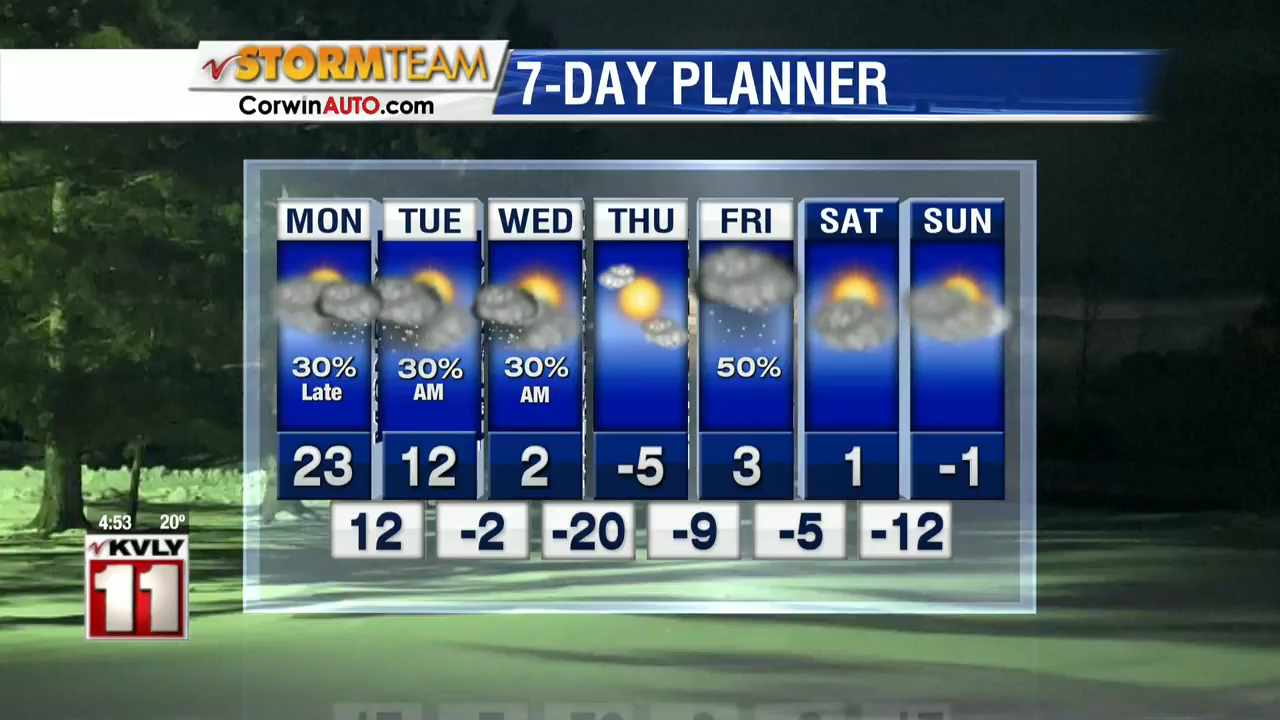 STORMTEAM
CorwinAUTO.com
7-DAY PLANNER
MON TUE WED THU FRI SAT SUN
30% 30% 30% 50%
Late AM AM
23 12 2 -5 3 1 -1
12 -2 -20 -9 -5 -12
4:53 20°
KVLY
11